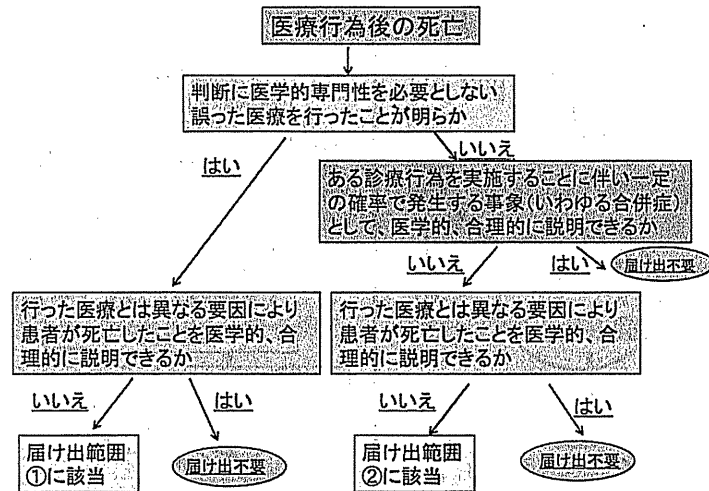 医療行為後の死亡
判断に医学的専門性を必要としない
誤った医療を行ったことが明らか
はい
いいえ
ある診療行為を実施することに伴い一定
の確率で発生する事象(いわゆる合併症)
として、医学的、合理的に説明できるか
いいえ
はい
届け出不要
行った医療とは異なる要因により
患者が死亡したことを医学的、合
理的に説明できるか
行った医療とは異なる要因により
患者が死亡したことを医学的、合
理的に説明できるか
いいえ
はい
いいえ
はい
届け出範囲
①に該当
届け出不要
届け出範囲
②に該当
届け出不要